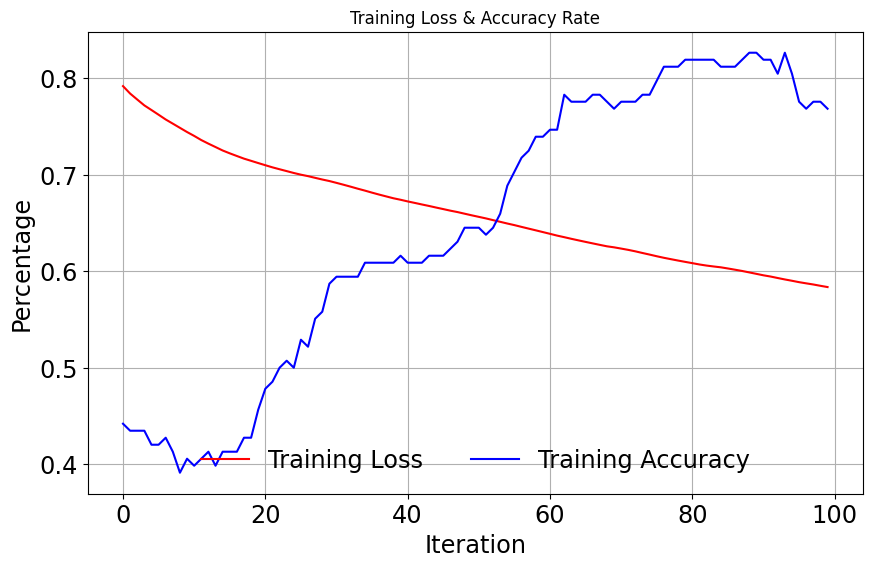 Training Loss & Accuracy Rate
Percentage
0.8
0.7
0.6
0.5
0.4
Training Loss
Training Accuracy
0 20 40 60 80 100
Iteration